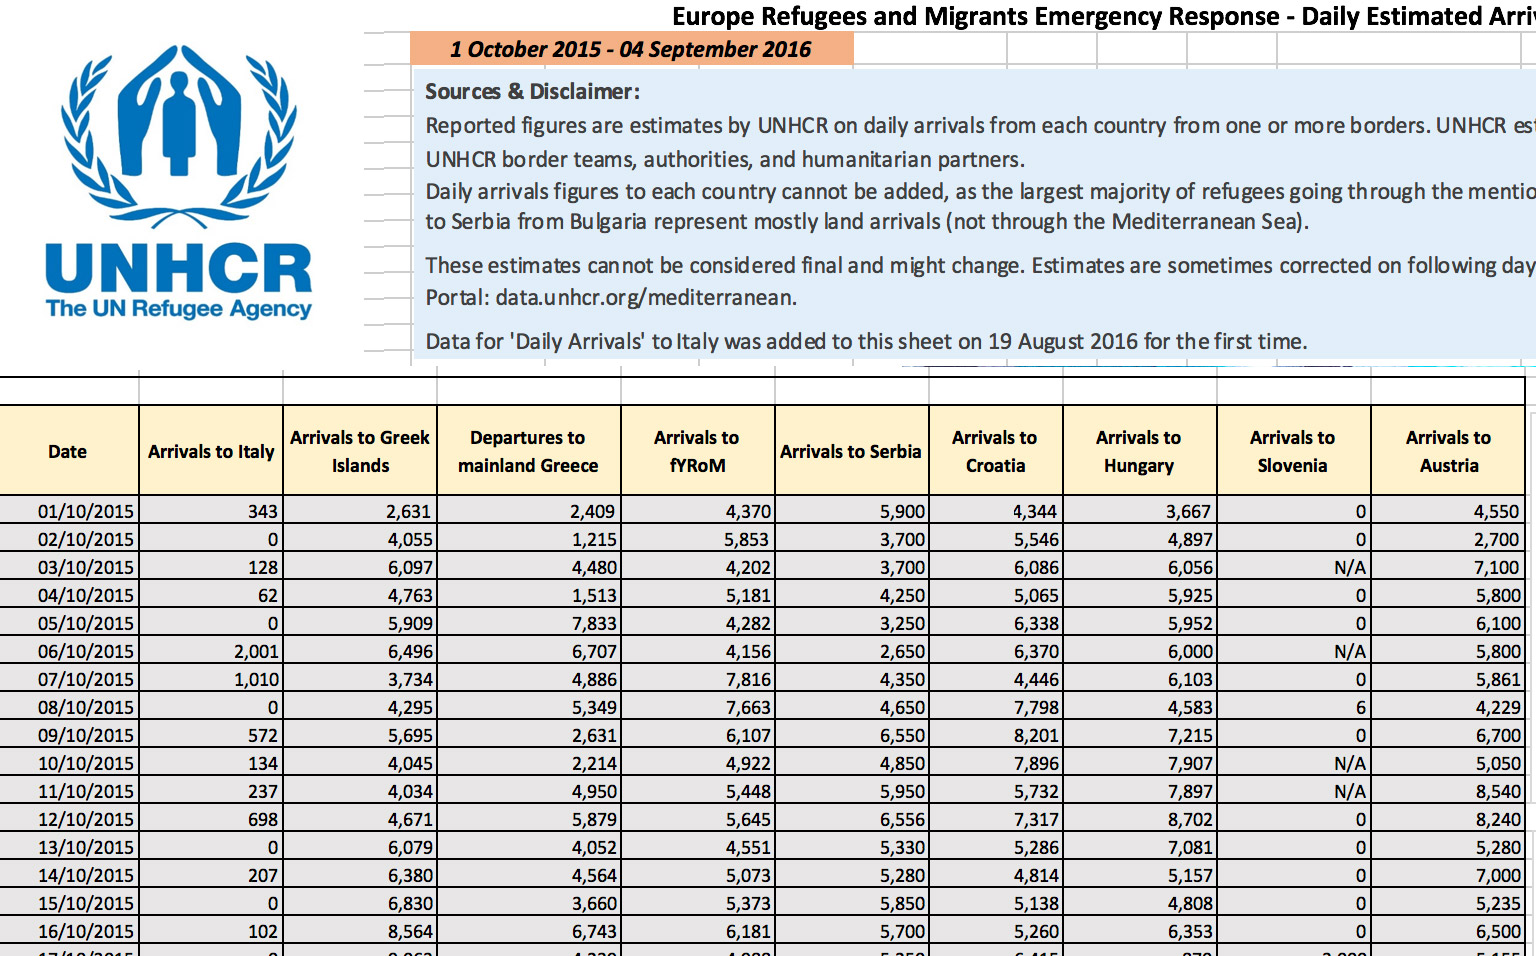 Europe Refugees and Migrants Emergency Response - Daily Estimated
1 October 2015 - 04 September 2016
UNHCR
The UN Refugee Agency
Sources & Disclaimer:
Reported figures are estimates by UNHCR on daily arrivals from each country from one or more borders. UNHCR
UNHCR border teams, authorities, and humanitarian partners.
Daily arrivals figures to each country cannot be added, as the largest majority of refugees going through the
to Serbia from Bulgaria represent mostly land arrivals (not through the Mediterranean Sea).
These estimates cannot be considered final and might change. Estimates are sometimes corrected on following
Portal: data.unhcr.org/mediterranean.
Data for 'Daily Arrivals' to Italy was added to this sheet on 19 August 2016 for the first time.
Date Arrivals to Italy Arrivals to Greek Islands Departures to mainland Greece Arrivals to fYRoM Arrivals to Serbia Arrivals to Croatia Arrivals to Hungary Arrivals to Slovenia Arrivals to Austria
01/10/2015 343 2,631 2,409 4,370 5,900 4,344 3,667 0 4,550
02/10/2015 0 4,055 1,215 5,853 3,700 5,546 4,897 0 2,700
03/10/2015 128 6,097 4,480 4,202 3,700 6,086 6,056 N/A 7,100
04/10/2015 62 4,763 1,513 5,181 4,250 5,065 5,925 0 5,800
05/10/2015 0 5,909 7,833 4,282 3,250 6,338 5,952 0 6,100
06/10/2015 2,001 6,496 6,707 4,156 2,650 6,370 6,000 N/A 5,800
07/10/2015 1,010 3,734 4,886 7,816 4,350 4,446 6,103 0 5,861
08/10/2015 0 4,295 5,349 7,663 4,650 7,798 4,583 6 4,229
09/10/2015 572 5,695 2,631 6,107 6,550 8,201 7,215 0 6,700
10/10/2015 134 4,045 2,214 4,922 4,850 7,896 7,907 N/A 5,050
11/10/2015 237 4,034 4,950 5,448 5,950 5,732 7,897 N/A 8,540
12/10/2015 698 4,671 5,879 5,645 6,556 7,317 8,702 0 8,240
13/10/2015 0 6,079 4,052 4,551 5,330 5,286 7,081 0 5,280
14/10/2015 207 6,380 4,564 5,073 5,280 4,814 5,157 0 7,000
15/10/2015 0 6,830 3,660 5,373 5,850 5,138 4,808 0 5,235
16/10/2015 102 8,564 6,743 6,181 5,700 5,260 6,353 0 6,500